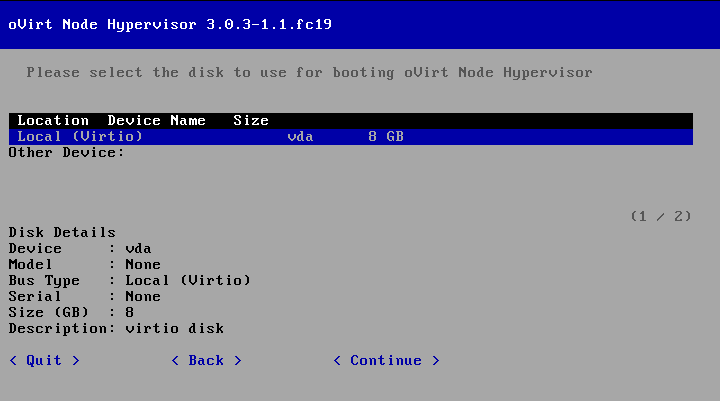 oVirt Node Hypervisor 3.0.3-1.1.fc19
Please select the disk to use for booting oVirt Node Hypervisor
Location  Device Name   Size
Local (Virtio)                vda      8 GB
Other Device:
(1 / 2)
Disk Details
Device     : vda
Model      : None
Bus Type   : Local (Virtio)
Serial     : None
Size (GB)  : 8
Description: virtio disk
< Quit >          < Back >          < Continue >